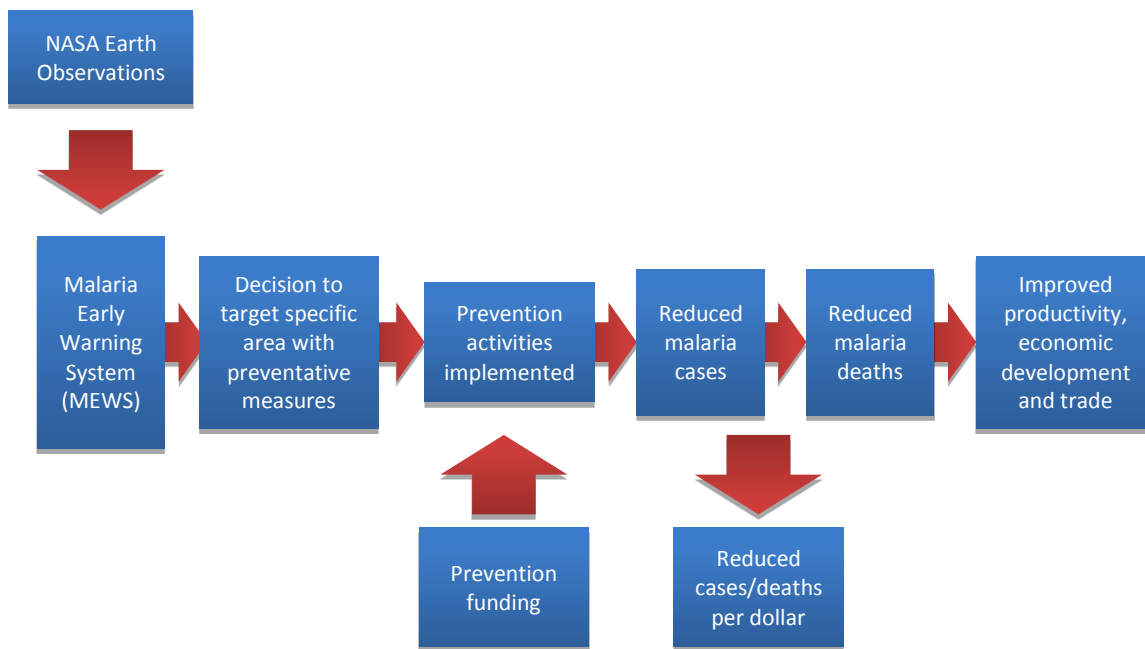 NASA Earth
Observations
Malaria
Early
Warning
System
(MEWS)
Decision to
target specific
area with
preventative
measures
Prevention
activities
implemented
Reduced
malaria
cases
Reduced
malaria
deaths
Improved
productivity,
economic
development
and trade
Prevention
funding
Reduced
cases/deaths
per dollar